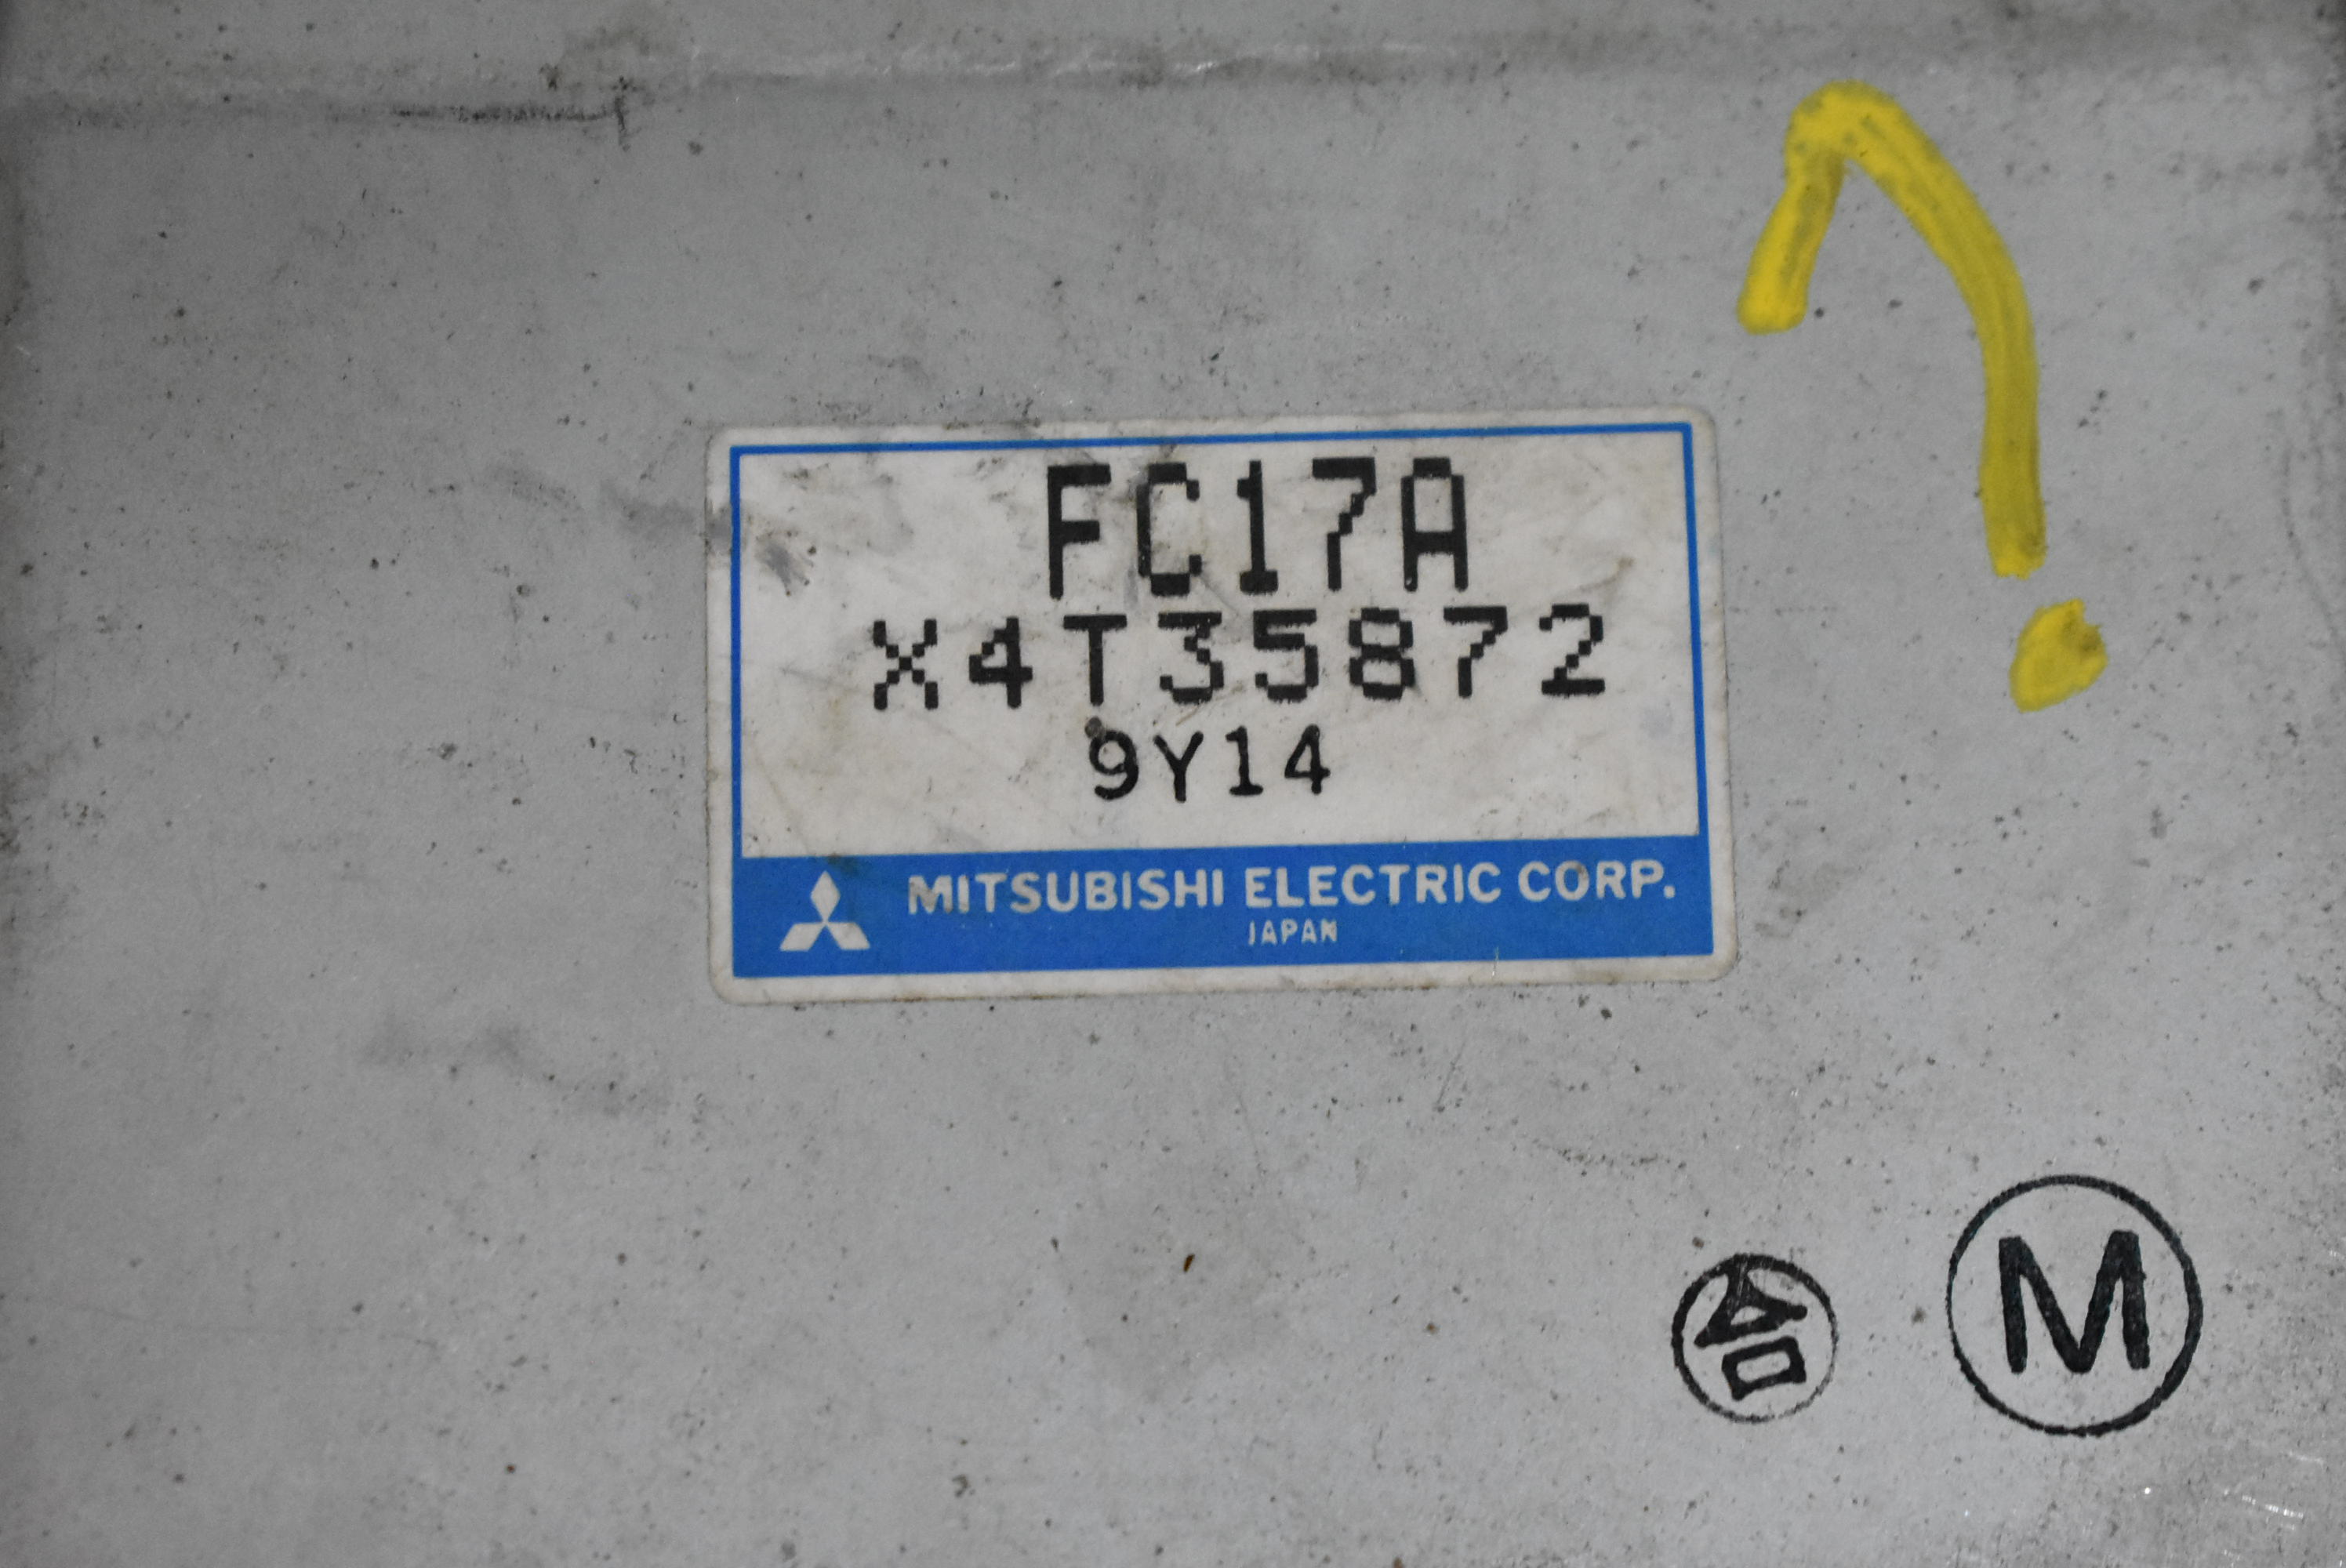 ?
FC17A
X4T35872
9Y14
MITSUBISHI ELECTRIC CORP.
JAPAN
合 M